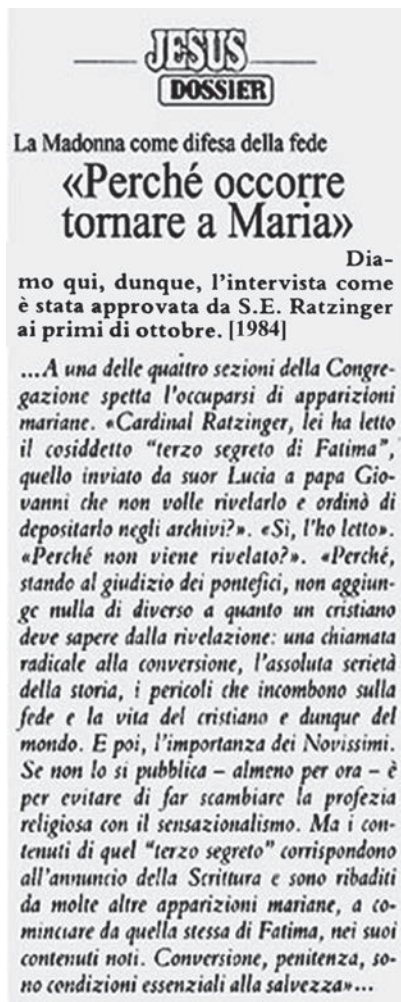 JESUS
DOSSIER
La Madonna come difesa della fede
«Perché occorre
tornare a Maria»
Dia-
mo qui, dunque, l'intervista come
è stata approvata da S.E. Ratzinger
ai primi di ottobre. [1984]
...A una delle quattro sezioni della Congre-
gazione spetta l'occuparsi di apparizioni
mariane. «Cardinal Ratzinger, lei ha letto
il cosiddetto "terzo segreto di Fatima",
quello inviato da suor Lucia a papa Gio-
vanni che non volle rivelarlo e ordinò di
depositarlo negli archivi?». «Sì, l'ho letto».
«Perché non viene rivelato?». «Perché,
stando al giudizio dei pontefici, non aggiun-
ge nulla di diverso a quanto un cristiano
deve sapere dalla rivelazione: una chiamata
radicale alla conversione, l'assoluta serietà
della storia, i pericoli che incombono sulla
fede e la vita del cristiano e dunque del
mondo. E poi, l'importanza dei Novissimi.
Se non lo si pubblica – almeno per ora – è
per evitare di far scambiare la profezia
religiosa con il sensazionalismo. Ma i con-
tenuti di quel "terzo segreto" corrispondono
all'annuncio della Scrittura e sono ribaditi
da molte altre apparizioni mariane, a co-
minciare da quella stessa di Fatima, nei suoi
contenuti noti. Conversione, penitenza, so-
no condizioni essenziali alla salvezza»...